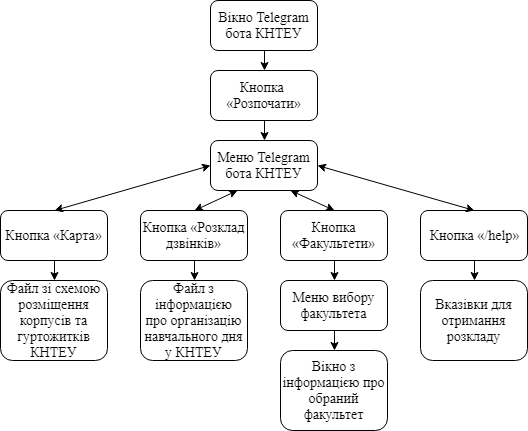 Вікно Telegram
бота КНТЕУ
Кнопка
«Розпочати»
Меню Telegram
бота КНТЕУ
Кнопка «Карта»
Кнопка «Розклад
дзвінків»
Кнопка
«Факультети»
Кнопка «/help»
Файл зі схемою
розміщення
корпусів та
гуртожитків
КНТЕУ
Файл з
інформацією
про організацію
навчального дня
у КНТЕУ
Меню вибору
факультета
Вказівки для
отримання
розкладу
Вікно з
інформацією про
обраний
факультет